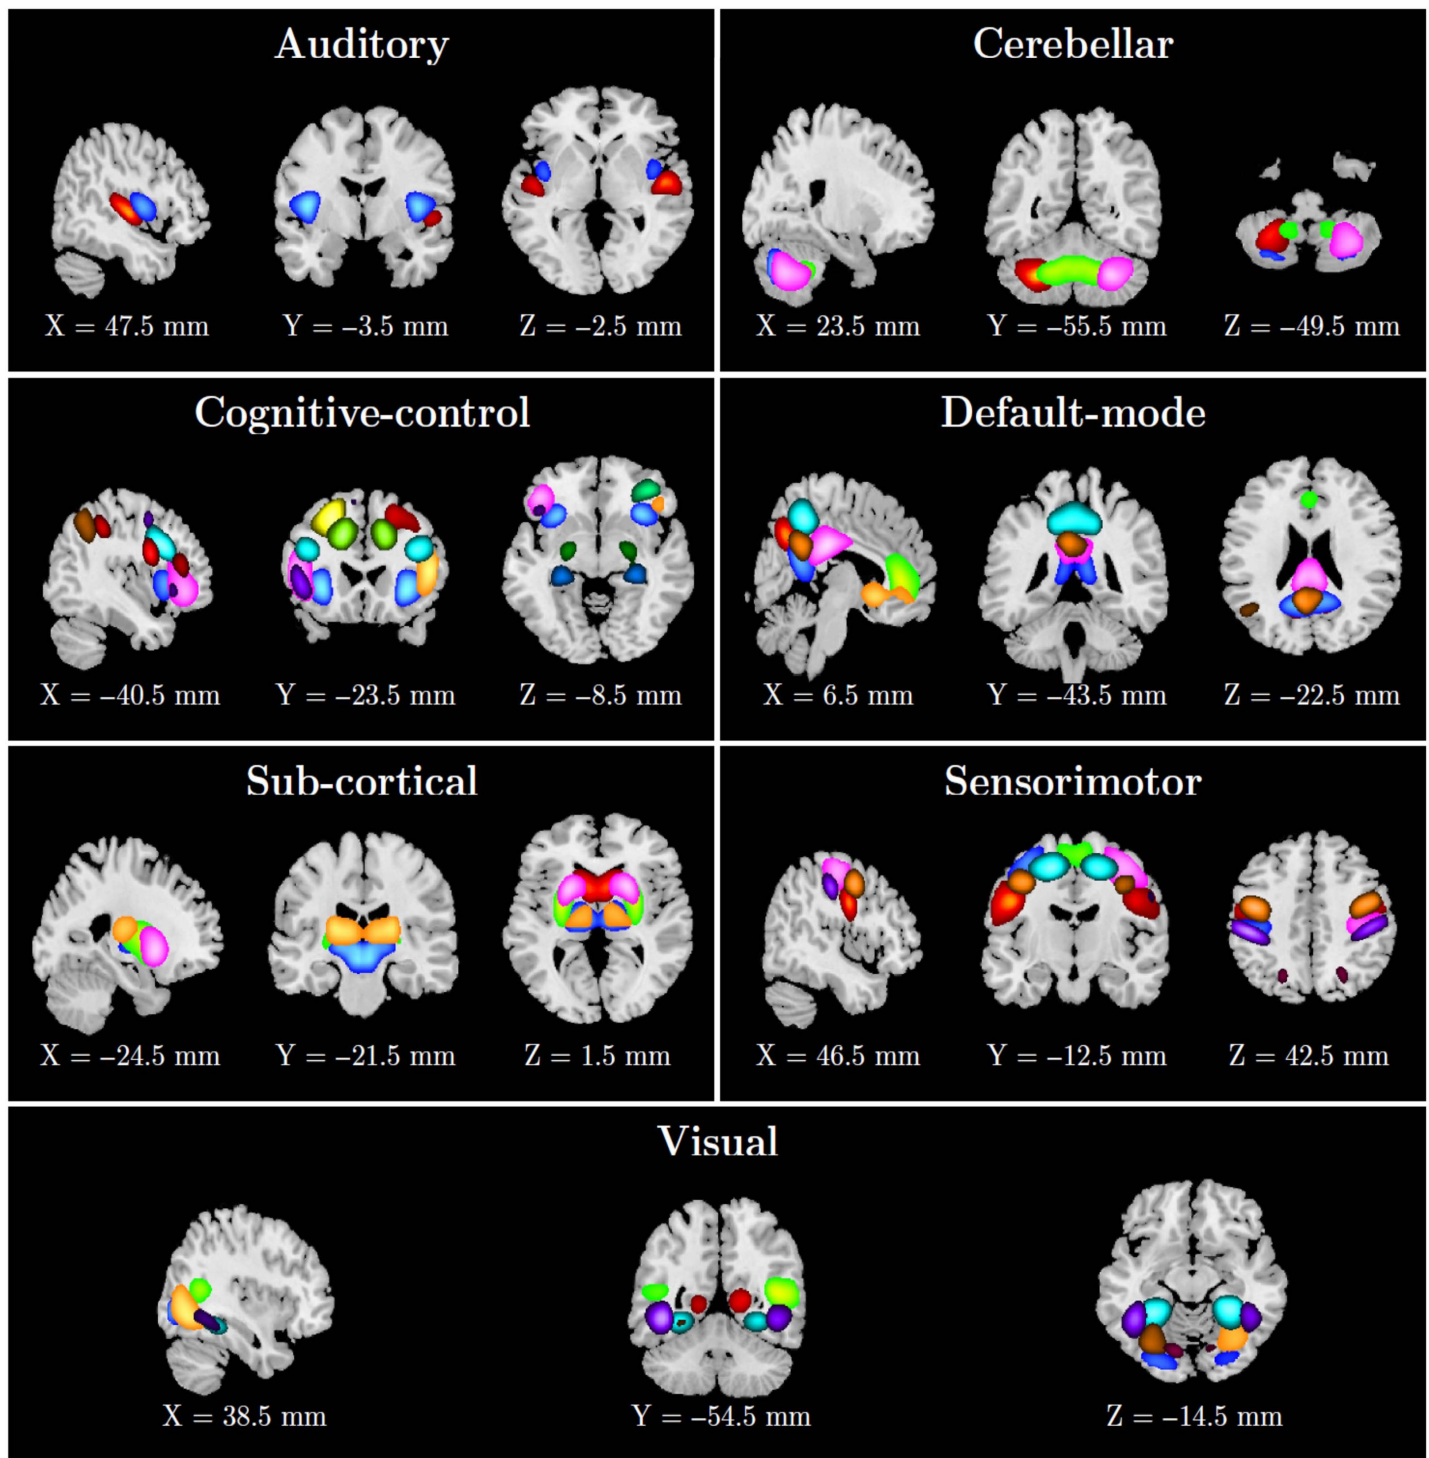 Auditory
X = 47.5 mm
Y = –3.5 mm
Z = –2.5 mm
Cerebellar
X = 23.5 mm
Y = –55.5 mm
Z = –49.5 mm
Cognitive-control
X = –40.5 mm
Y = –23.5 mm
Z = –8.5 mm
Default-mode
X = 6.5 mm
Y = –43.5 mm
Z = –22.5 mm
Sub-cortical
X = –24.5 mm
Y = –21.5 mm
Z = 1.5 mm
Sensorimotor
X = 46.5 mm
Y = –12.5 mm
Z = 42.5 mm
Visual
X = 38.5 mm
Y = –54.5 mm
Z = –14.5 mm